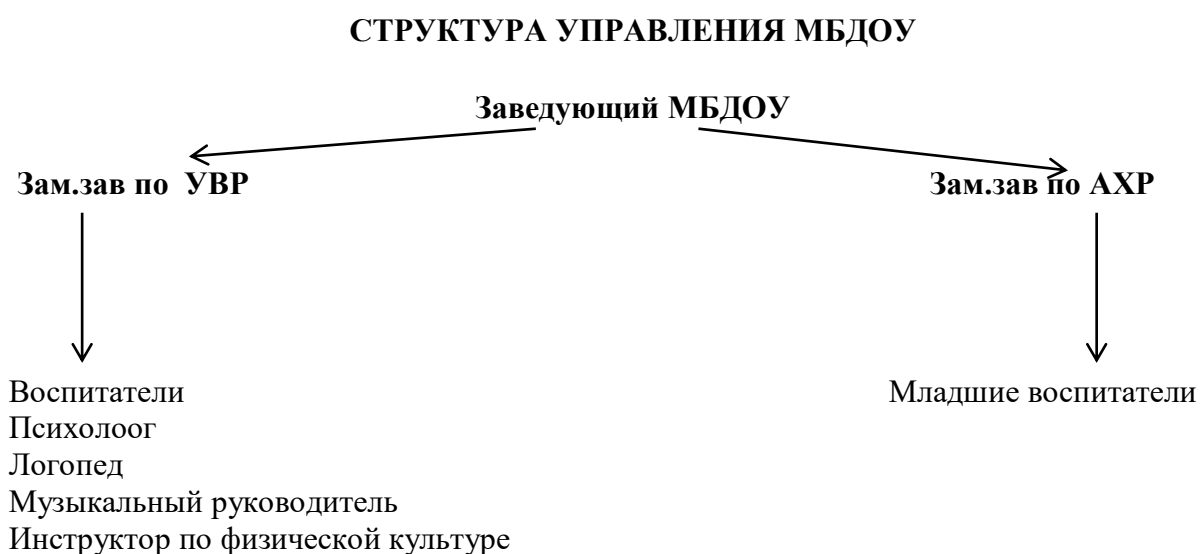 СТРУКТУРА УПРАВЛЕНИЯ МБДОУ
Заведующий МБДОУ
Зам.зав по УВР
Зам.зав по АХР
Воспитатели
Младшие воспитатели
Психолоог
Логопед
Музыкальный руководитель
Инструктор по физической культуре